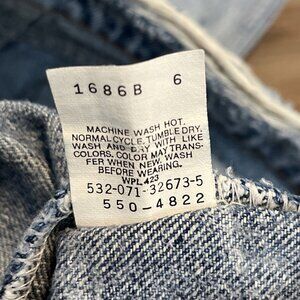 1686B 6
MACHINE WASH HOT.
NORMAL CYCLE. TUMBLE DRY.
WASH AND DRY WITH LIKE
COLORS. COLOR MAY TRANS-
FER WHEN NEW. WASH
BEFORE WEARING.
WPL 423
532-071-32673-5
550-4822